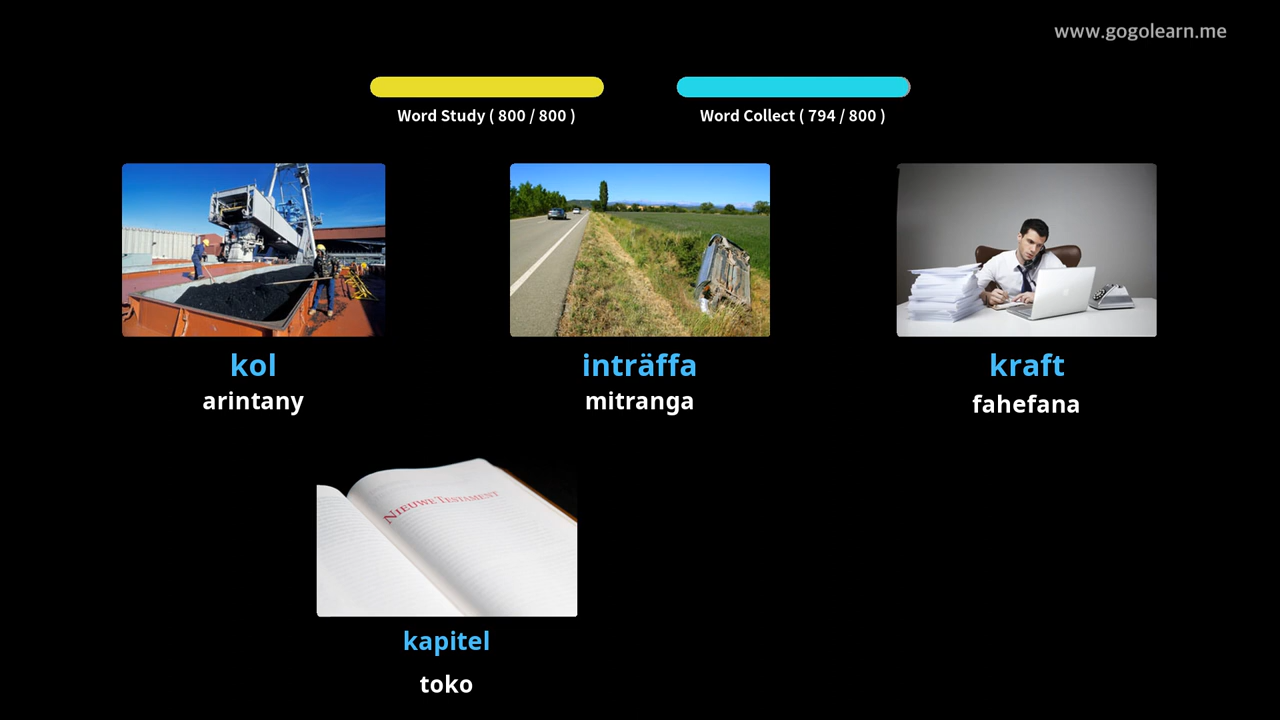 www.gogolearn.me
Word Study ( 800 / 800 )
Word Collect ( 794 / 800 )
kol
arintany
inträffa
mitranga
kraft
fahefana
NIEUWE TESTAMENT
kapitel
toko